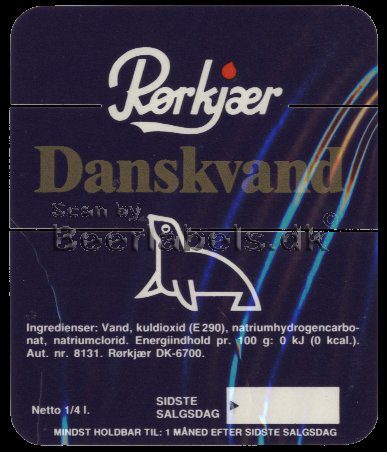 Rørkjær
Danskvand
Scan by
Beerlabels.dk ©
Ingredienser: Vand, kuldioxid (E 290), natriumhydrogencarbo-
nat, natriumclorid. Energiindhold pr. 100 g: 0 kJ (0 kcal.).
Aut. nr. 8131. Rørkjær DK-6700.
Netto 1/4 l.
SIDSTE
SALGSDAG
MINDST HOLDBAR TIL: 1 MÅNED EFTER SIDSTE SALGSDAG